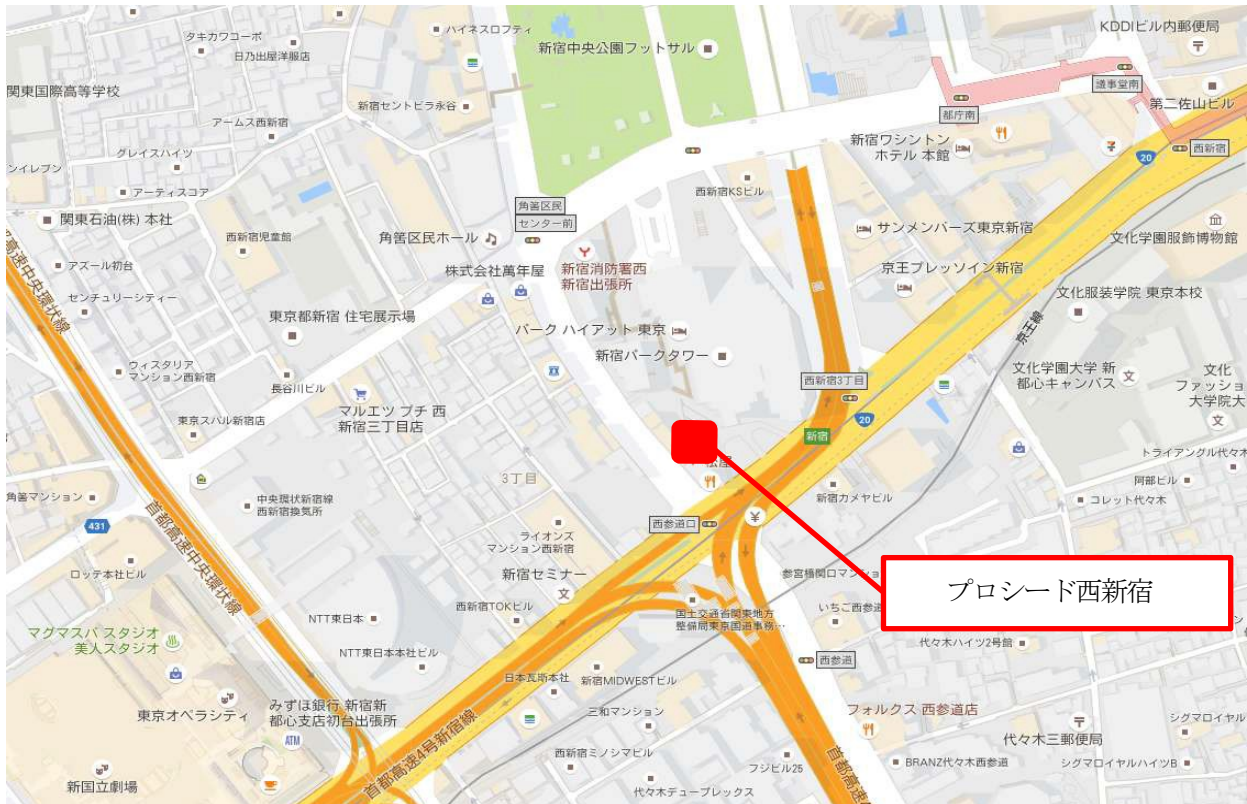 タキカワコーポ
日乃出屋洋服店
ハイネスロフティ
新宿中央公園フットサル
KDDIビル内郵便局
関東国際高等学校
新宿セントビラ永谷
議事堂南
都庁南
第二佐山ビル
アームス西新宿
新宿ワシントン
ホテル 本館
西新宿
20
グレイスハイツ
ンイレブン
アーティスコア
西新宿KSビル
関東石油(株) 本社
角筈区民
センター前
西新宿児童館
角筈区民ホール
サンメンバーズ東京新宿
文化学園服飾博物館
アズール初台
株式会社萬年屋
新宿消防署西
新宿出張所
京王プレッソイン新宿
センチュリーシティー
文化服装学院 東京本校
東京都新宿 住宅展示場
パーク ハイアット 東京
京王線
新宿パークタワー
ウィスタリア
マンション西新宿
長谷川ビル
西新宿3丁目
文化学園大学 新
都心キャンパス
文化
ファッショ
大学院大
東京スバル新宿店
マルエツ プチ 西
新宿三丁目店
20
新宿
松屋
トライアングル代々木
3丁目
阿部ビル
角筈マンション
中央環状新宿線
西新宿換気所
新宿カメヤビル
コレット代々木
431
首都高速中央環状線
西参道口
ライオンズ
マンション西新宿
ロッテ本社ビル
新宿セミナー
参宮橋間口マンショ
プロシード西新宿
西新宿TOKビル
国土交通省関東地方
整備局東京国道事務…
いちご西参道
NTT東日本
マグマスパ スタジオ
美人スタジオ
代々木ハイツ2号館
NTT東日本本社ビル
西参道
日本瓦斯本社
新宿MIDWESTビル
東京オペラシティ
みずほ銀行 新宿新
都心支店初台出張所
ATM
三和マンション
フォルクス 西参道店
シグマロイヤル
代々木三郵便局
首都高速4号新宿線
西新宿ミノシマビル
フジビル25
BRANZ代々木西参道
シグマロイヤルハイツB
新国立劇場
代々木デュープレックス
首都高速4